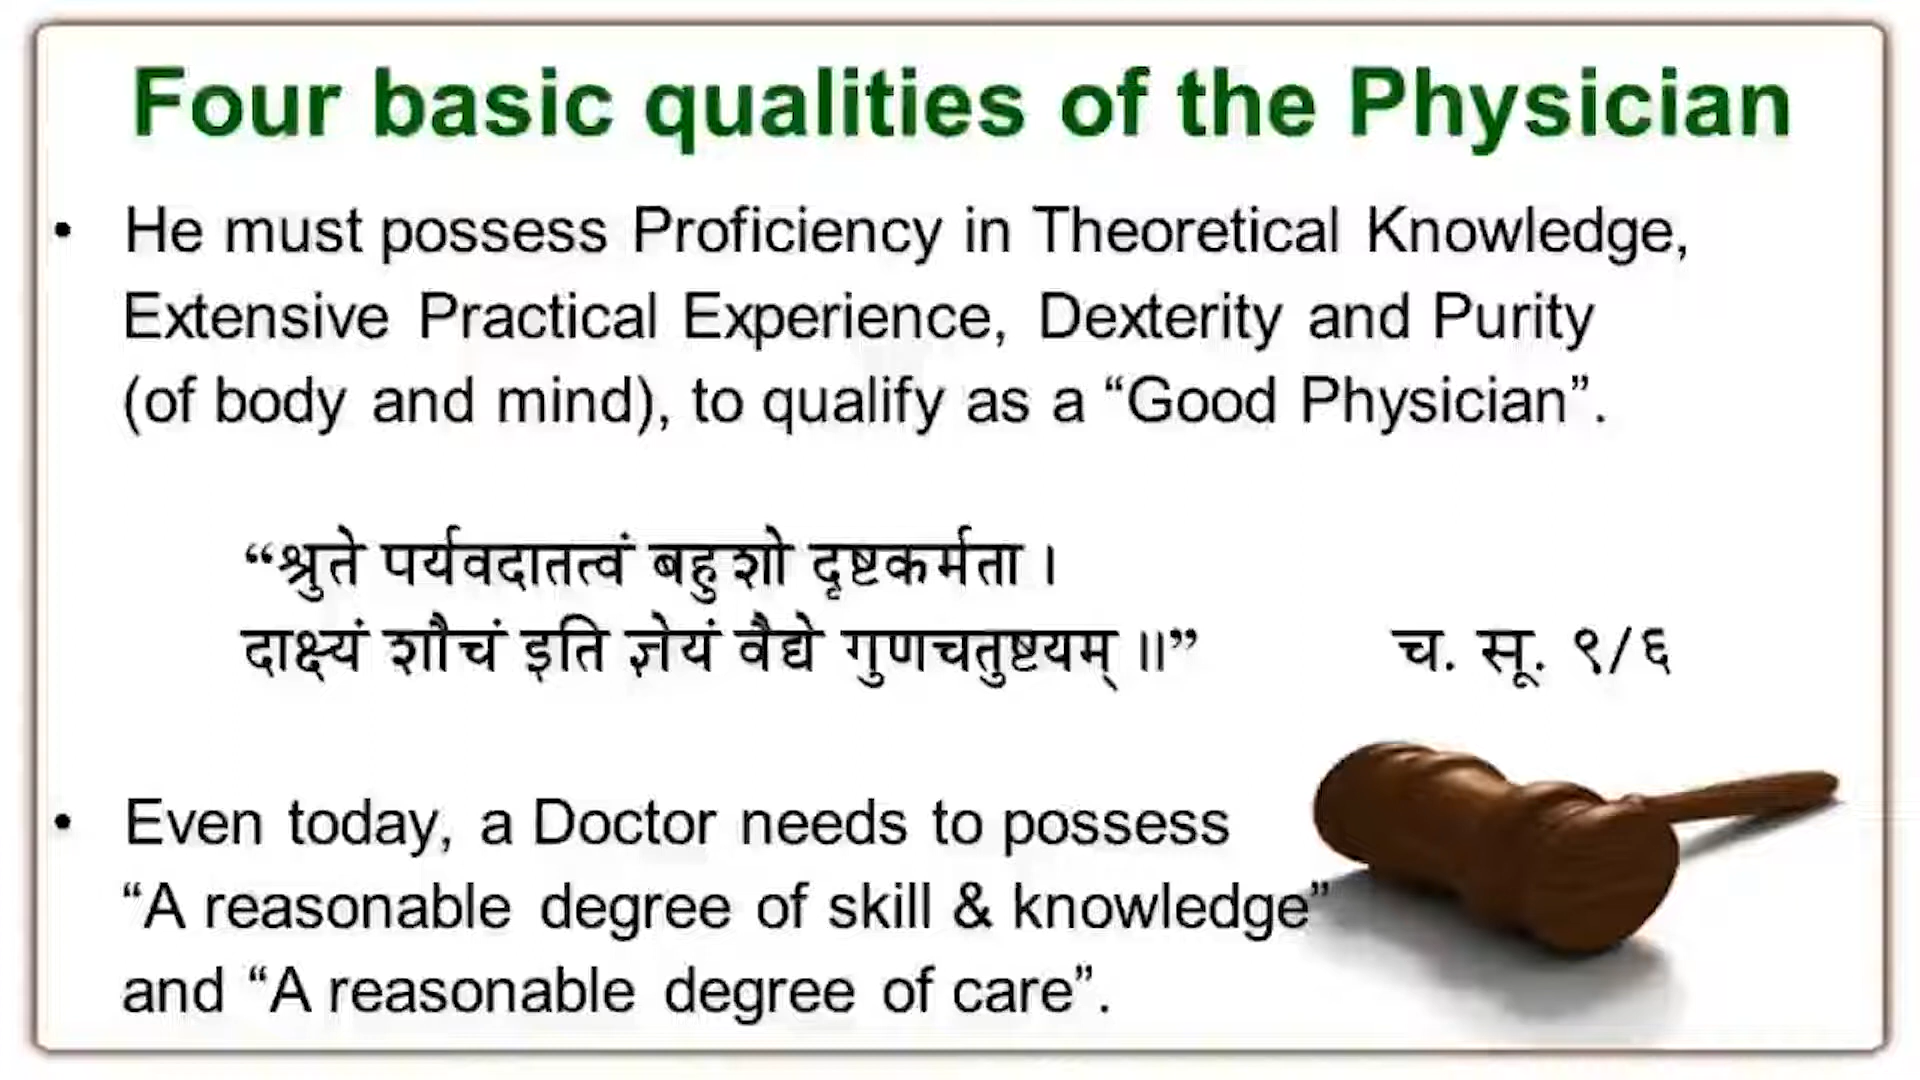 Four basic qualities of the Physician
• He must possess Proficiency in Theoretical Knowledge,
Extensive Practical Experience, Dexterity and Purity
(of body and mind), to qualify as a “Good Physician”.
“श्रुते पर्यवदातत्वं बहुशो दृष्टकर्मता ।
दाक्ष्यं शौचं इति ज्ञेयं वैद्ये गुणचतुष्टयम् ॥” च. सू. ९/६
• Even today, a Doctor needs to possess
“A reasonable degree of skill & knowledge”
and “A reasonable degree of care”.